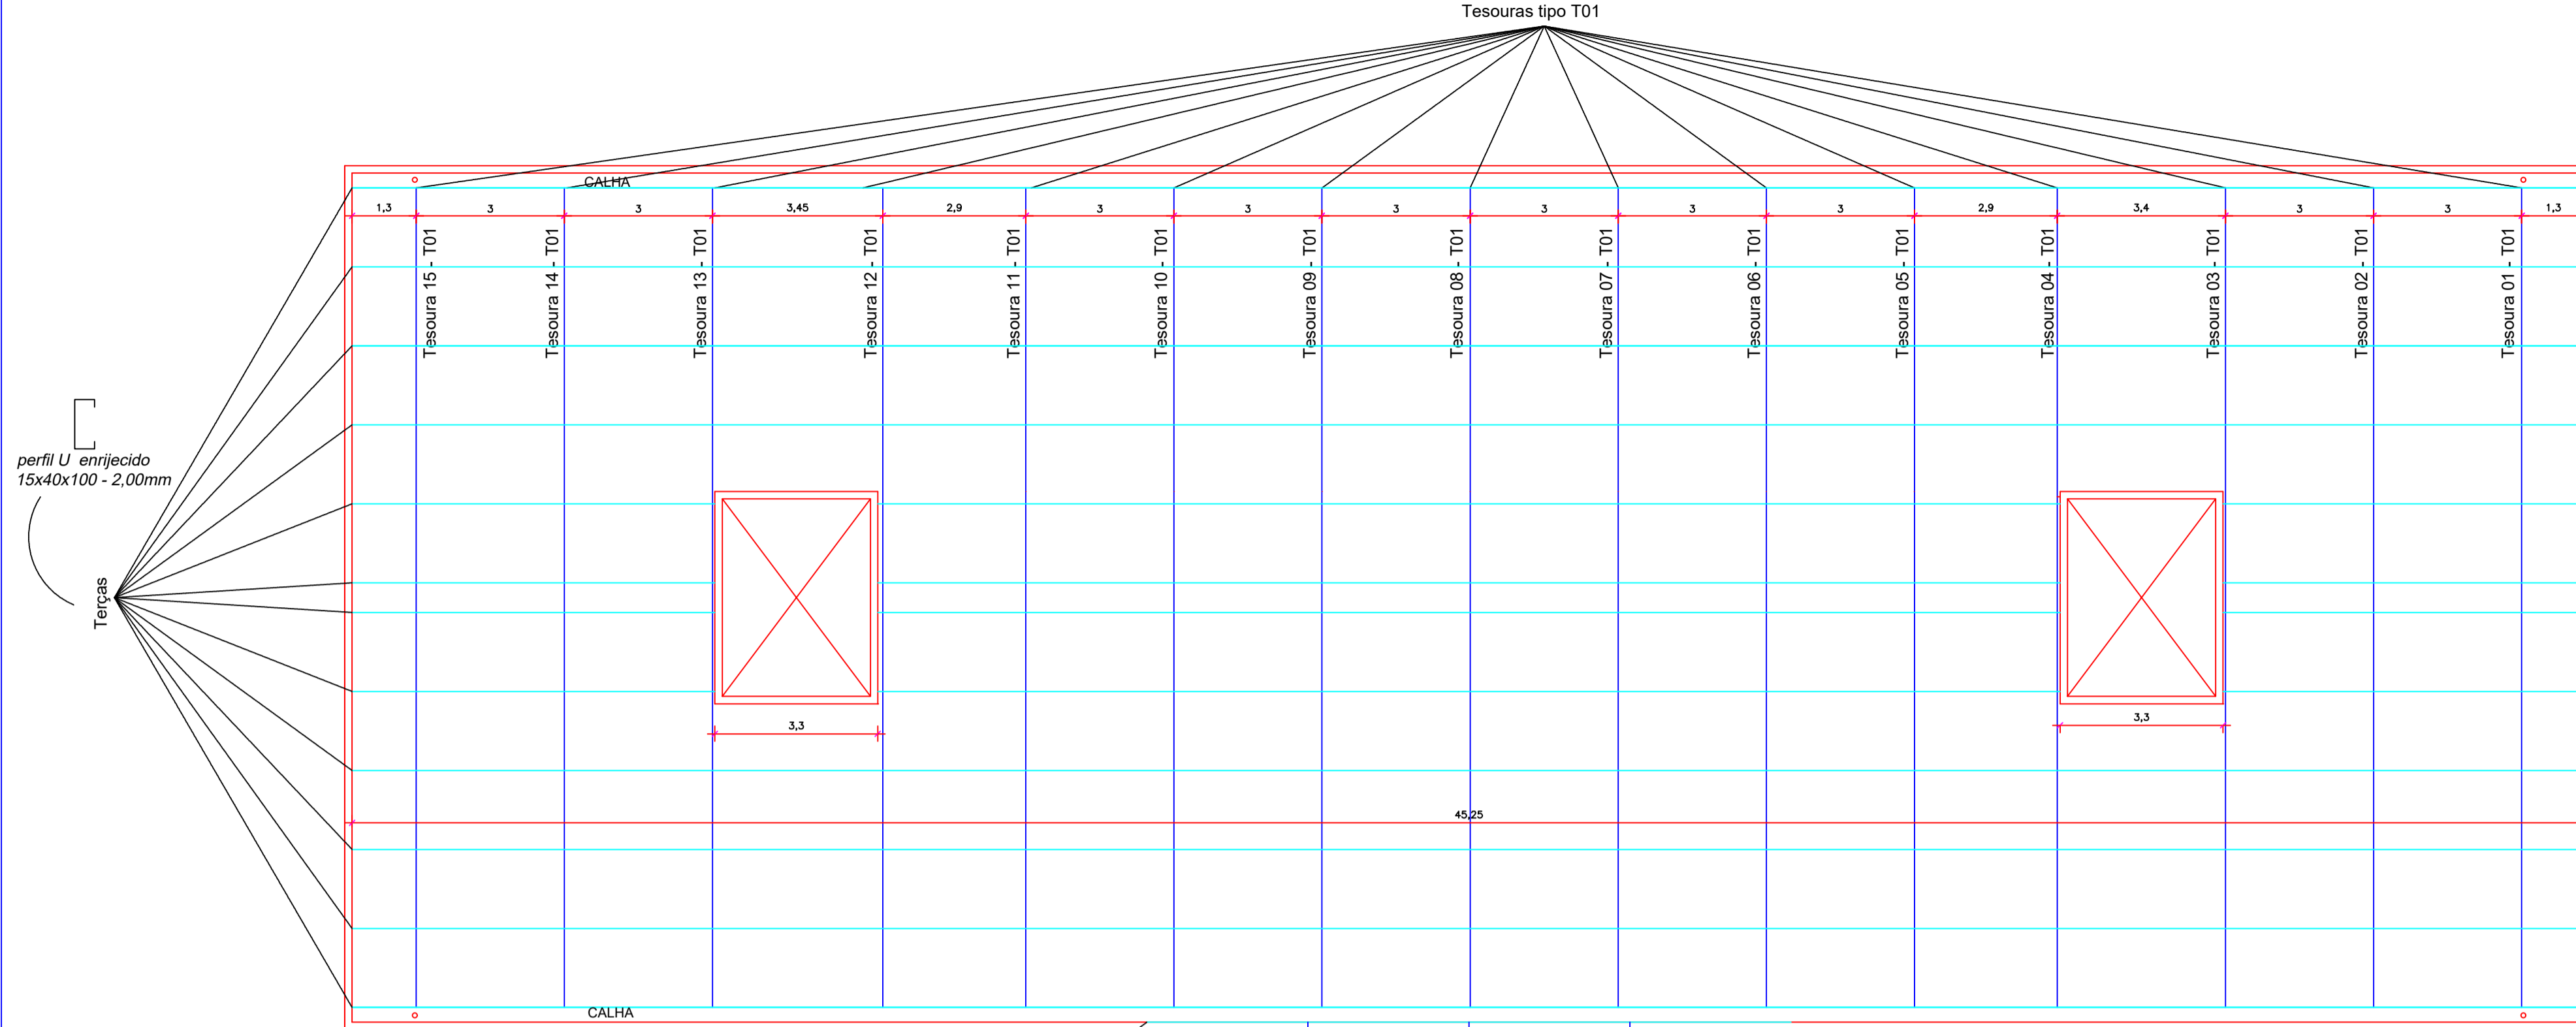 Tesouras tipo T01
CALHA
1,3 3 3 3,45 2,9 3 3 3 3 3 3 2,9 3,4 3 3 1,3
Tesoura 15 - T01
Tesoura 14 - T01
Tesoura 13 - T01
Tesoura 12 - T01
Tesoura 11 - T01
Tesoura 10 - T01
Tesoura 09 - T01
Tesoura 08 - T01
Tesoura 07 - T01
Tesoura 06 - T01
Tesoura 05 - T01
Tesoura 04 - T01
Tesoura 03 - T01
Tesoura 02 - T01
Tesoura 01 - T01
perfil U enrijecido
15x40x100 - 2,00mm
Terças
3,3
3,3
45,25
CALHA